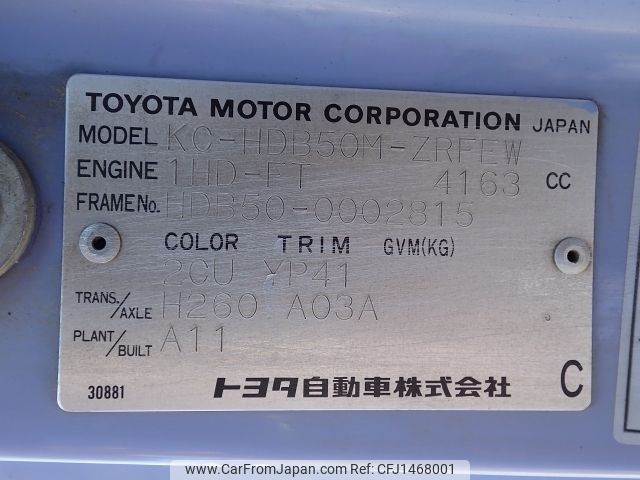 TOYOTA MOTOR CORPORATION JAPAN
MODEL KC-HDB50M-ZRFEW
ENGINE 1HD-FT 4163 CC
FRAME No. HDB50-0002815
COLOR TRIM GVM(KG)
2CU YP41
TRANS./AXLE H260 A03A
PLANT/BUILT A11
30881 トヨタ自動車株式会社 C
www.CarFromJapan.com © CFJ1468001